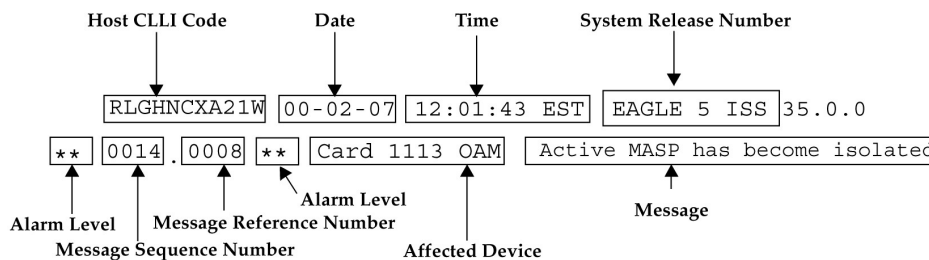 Host CLLI Code Date Time System Release Number
RLGHNCXA21W 00-02-07 12:01:43 EST EAGLE 5 ISS 35.0.0
** 0014.0008 ** Card 1113 OAM Active MASP has become isolated
Alarm Level Message Reference Number Alarm Level Message
Message Sequence Number Affected Device